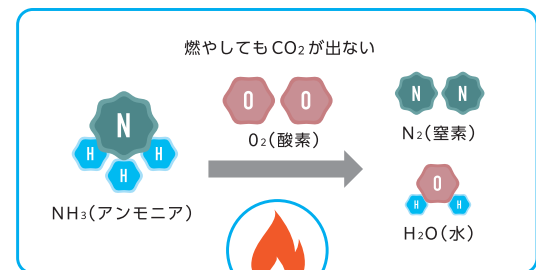 燃やしてもCO₂が出ない
O O
N N
N
O₂(酸素)
N₂(窒素)
H H
H
O
H H
NH₃(アンモニア)
H₂O(水)